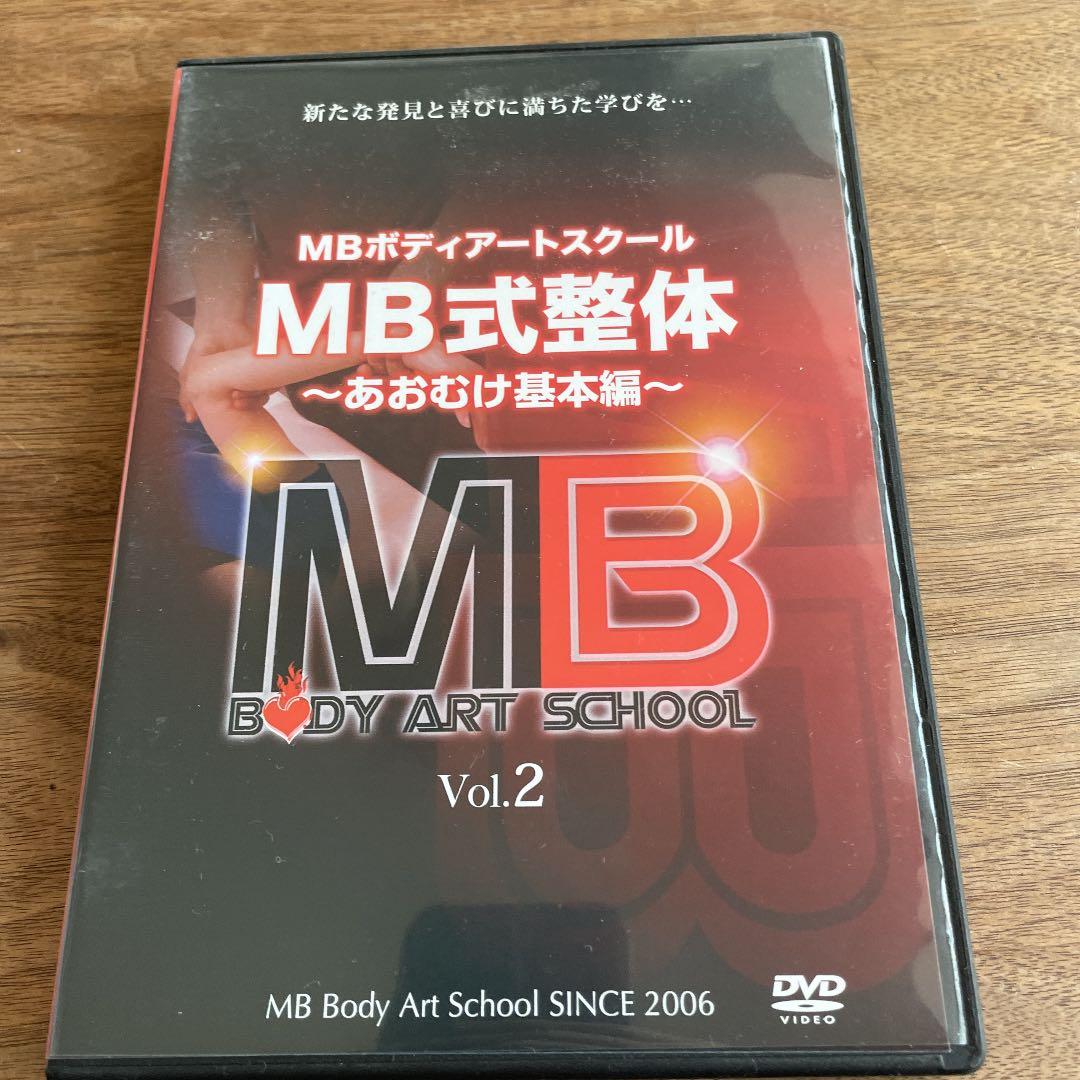 新たな発見と喜びに満ちた学びを…
MBボディアートスクール
MB式整体
〜あおむけ基本編〜
MB
BODY ART SCHOOL
Vol.2
MB Body Art School SINCE 2006
DVD
VIDEO